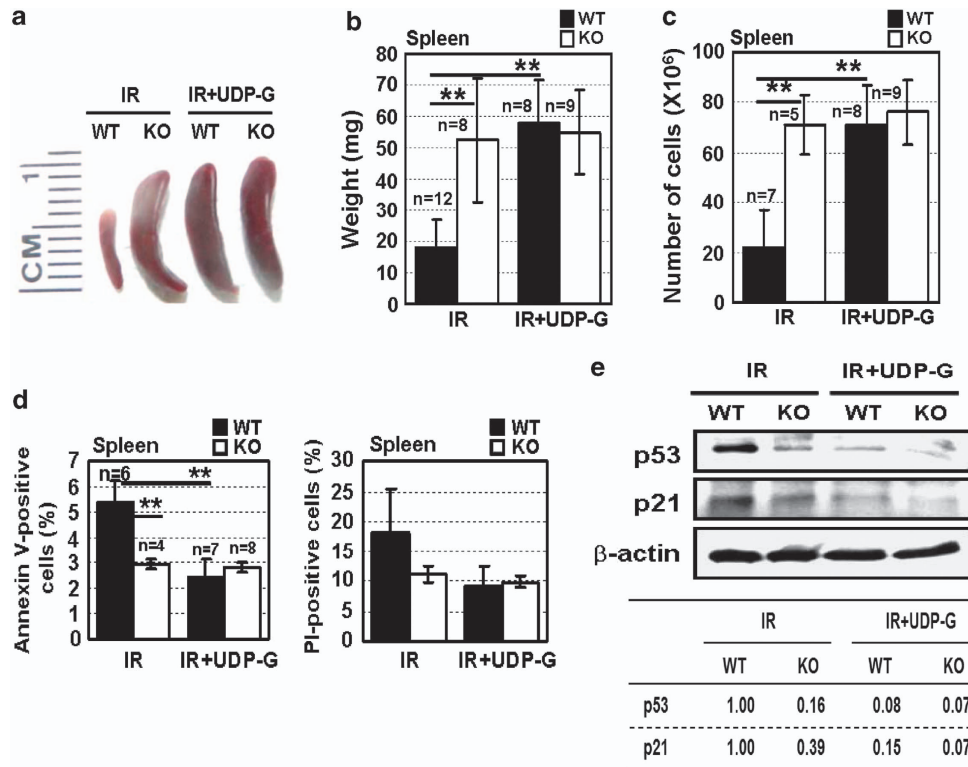 a
IR IR+UDP-G
WT KO WT KO
1
CM
b
WT
KO
Spleen
Weight (mg)
80
70
60
50
40
30
20
10
0
**
**
n=12
n=8
n=8
n=9
IR IR+UDP-G
c
WT
KO
Spleen
Number of cells (X10⁶)
100
80
60
40
20
0
**
**
n=7
n=5
n=8
n=9
IR IR+UDP-G
d
WT
KO
Spleen
Annexin V-positive cells (%)
7
6
5
4
3
2
1
0
n=6
**
**
n=4
n=7
n=8
IR IR+UDP-G
WT
KO
Spleen
PI-positive cells (%)
30
25
20
15
10
5
0
IR IR+UDP-G
e
IR IR+UDP-G
WT KO WT KO
p53
p21
β-actin
IR IR+UDP-G
WT KO WT KO
p53 1.00 0.16 0.08 0.07
p21 1.00 0.39 0.15 0.07